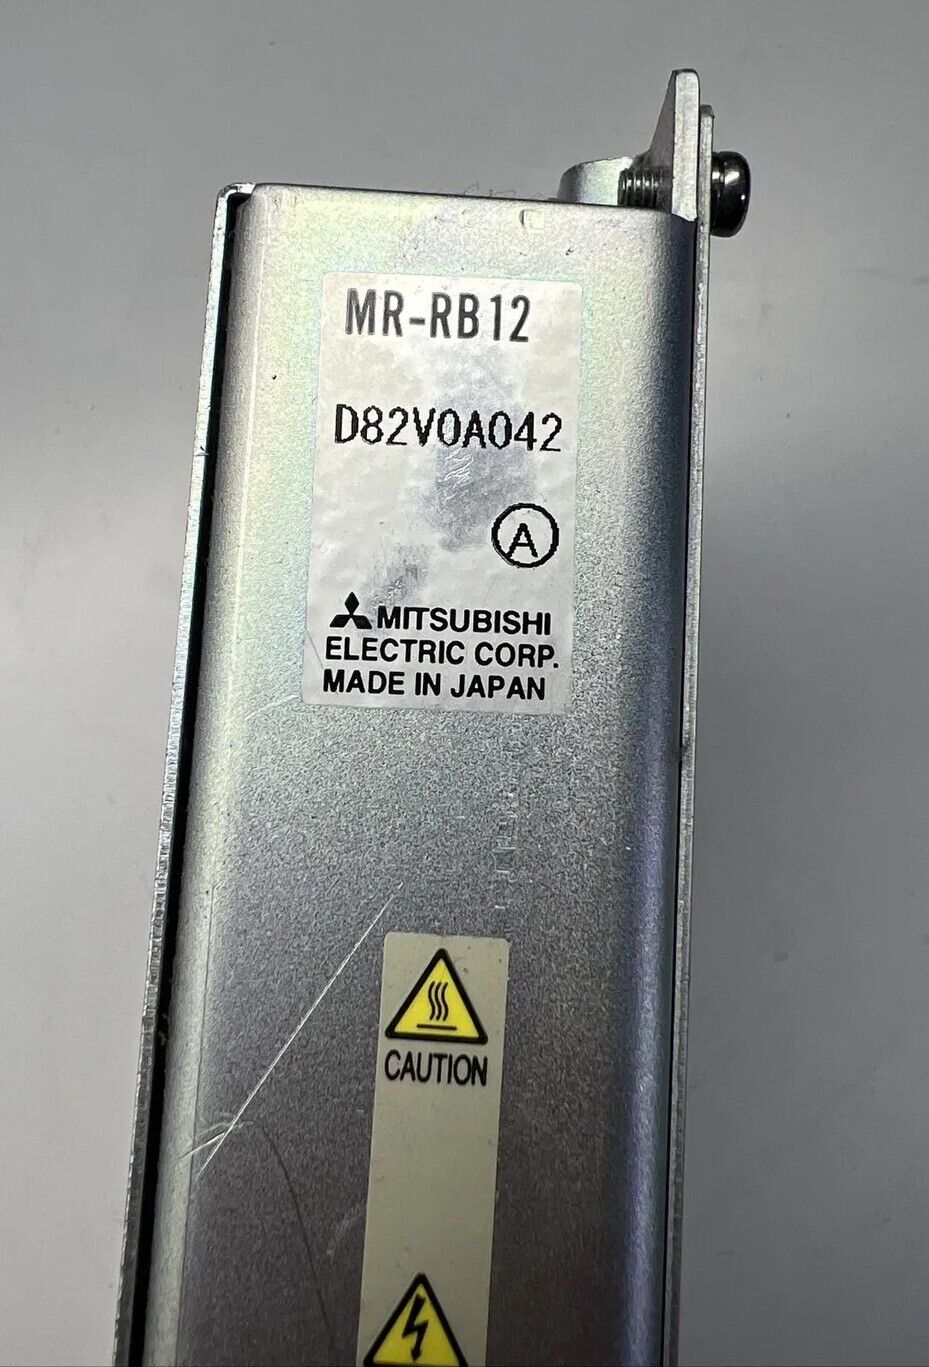 MR-RB12
D82V0A042
A
MITSUBISHI
ELECTRIC CORP.
MADE IN JAPAN
CAUTION